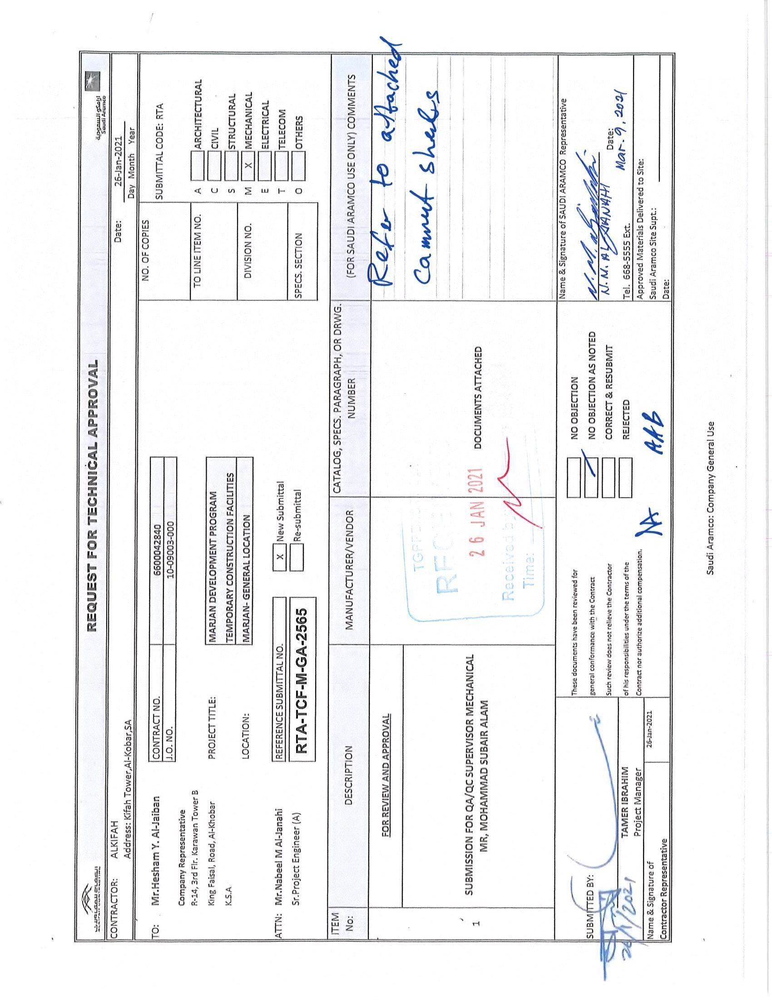 REQUEST FOR TECHNICAL APPROVAL
أرامكو السعودية
Saudi Aramco
CONTRACTOR: ALKIFAH
Address: Kifah Tower,Al-Kobar,SA
Date: 26-Jan-2021
Day Month Year
TO: Mr.Hesham Y. Al-Jaiban
Company Representative
R-14, 3rd Flr. Karawan Tower B
King Faisal, Road, Al-Khobar
K.S.A
ATTN: Mr.Nabeel M Al-Janahi
Sr.Project Engineer (A)
CONTRACT NO. 6600042840
J.O. NO. 10-09003-000
PROJECT TITLE: MARJAN DEVELOPMENT PROGRAM
TEMPORARY CONSTRUCTION FACILITIES
LOCATION: MARJAN- GENERAL LOCATION
REFERENCE SUBMITTAL NO.
RTA-TCF-M-GA-2565
X New Submittal
Re-submittal
NO. OF COPIES
SUBMITTAL CODE: RTA
TO LINE ITEM NO.
DIVISION NO.
SPECS. SECTION
A ARCHITECTURAL
C CIVIL
S STRUCTURAL
M X MECHANICAL
E ELECTRICAL
T TELECOM
O OTHERS
ITEM No:
DESCRIPTION
MANUFACTURER/VENDOR
CATALOG, SPECS. PARAGRAPH, OR DRWG. NUMBER
(FOR SAUDI ARAMCO USE ONLY) COMMENTS
FOR REVIEW AND APPROVAL
1
SUBMISSION FOR QA/QC SUPERVISOR MECHANICAL
MR, MOHAMMAD SUBAIR ALAM
26 JAN 2021
Received by
Time:
DOCUMENTS ATTACHED
Refer to attached
Comment sheets
SUBMITTED BY:
26/1/2021
TAMER IBRAHIM
Project Manager
Name & Signature of
Contractor Representative
26-Jan-2021
These documents have been reviewed for
general conformance with the Contract
Such review does not relieve the Contractor
of his responsibilities under the terms of the
Contract nor authorize additional compensation.
NO OBJECTION
NO OBJECTION AS NOTED
CORRECT & RESUBMIT
REJECTED
AAB
Name & Signature of SAUDI ARAMCO Representative
N. M. AL-JANAHI
Date:
Mar. 9, 2021
Tel. 668-5555 Ext.
Approved Materials Delivered to Site:
Saudi Aramco Site Supt.:
Date:
Saudi Aramco: Company General Use